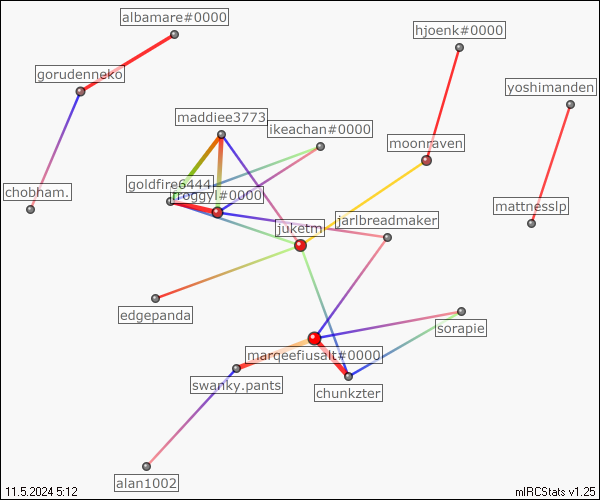 albamare#0000
hjoenk#0000
gorudenneko
yoshimanden
maddiee3773
ikeachan#0000
moonraven
goldfire6444
froggyl#0000
chobham.
mattnesslp
jarlbreadmaker
juketm
edgepanda
sorapie
marqeefiusalt#0000
swanky.pants
chunkzter
alan1002
11.5.2024 5:12
mIRCStats v1.25